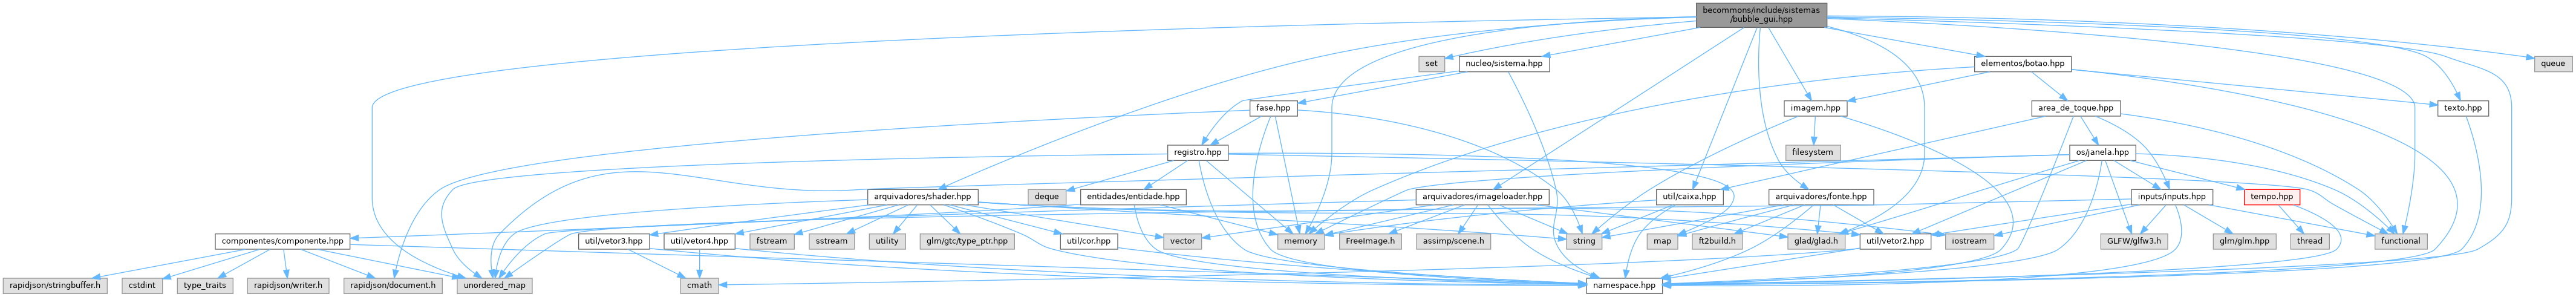 becommons/include/sistemas
/bubble_gui.hpp
set
nucleo/sistema.hpp
elementos/botao.hpp
queue
fase.hpp
imagem.hpp
area_de_toque.hpp
texto.hpp
registro.hpp
filesystem
os/janela.hpp
deque
arquivadores/shader.hpp
entidades/entidade.hpp
arquivadores/imageloader.hpp
util/caixa.hpp
arquivadores/fonte.hpp
inputs/inputs.hpp
tempo.hpp
componentes/componente.hpp
util/vetor3.hpp
util/vetor4.hpp
fstream
sstream
utility
glm/gtc/type_ptr.hpp
util/cor.hpp
vector
memory
FreeImage.h
assimp/scene.h
string
map
ft2build.h
glad/glad.h
util/vetor2.hpp
iostream
GLFW/glfw3.h
glm/glm.hpp
thread
functional
rapidjson/stringbuffer.h
cstdint
type_traits
rapidjson/writer.h
rapidjson/document.h
unordered_map
cmath
namespace.hpp